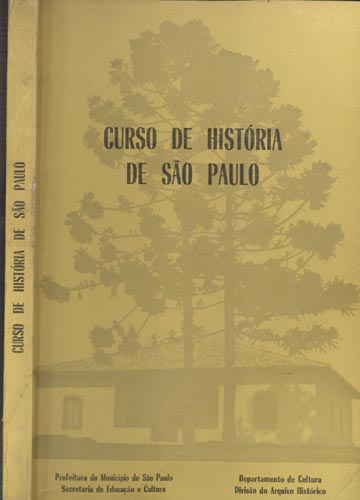 CURSO DE HISTÓRIA DE SÃO PAULO
CURSO DE HISTÓRIA
DE SÃO PAULO
Prefeitura do Município de São Paulo
Secretaria de Educação e Cultura
Departamento de Cultura
Divisão do Arquivo Histórico